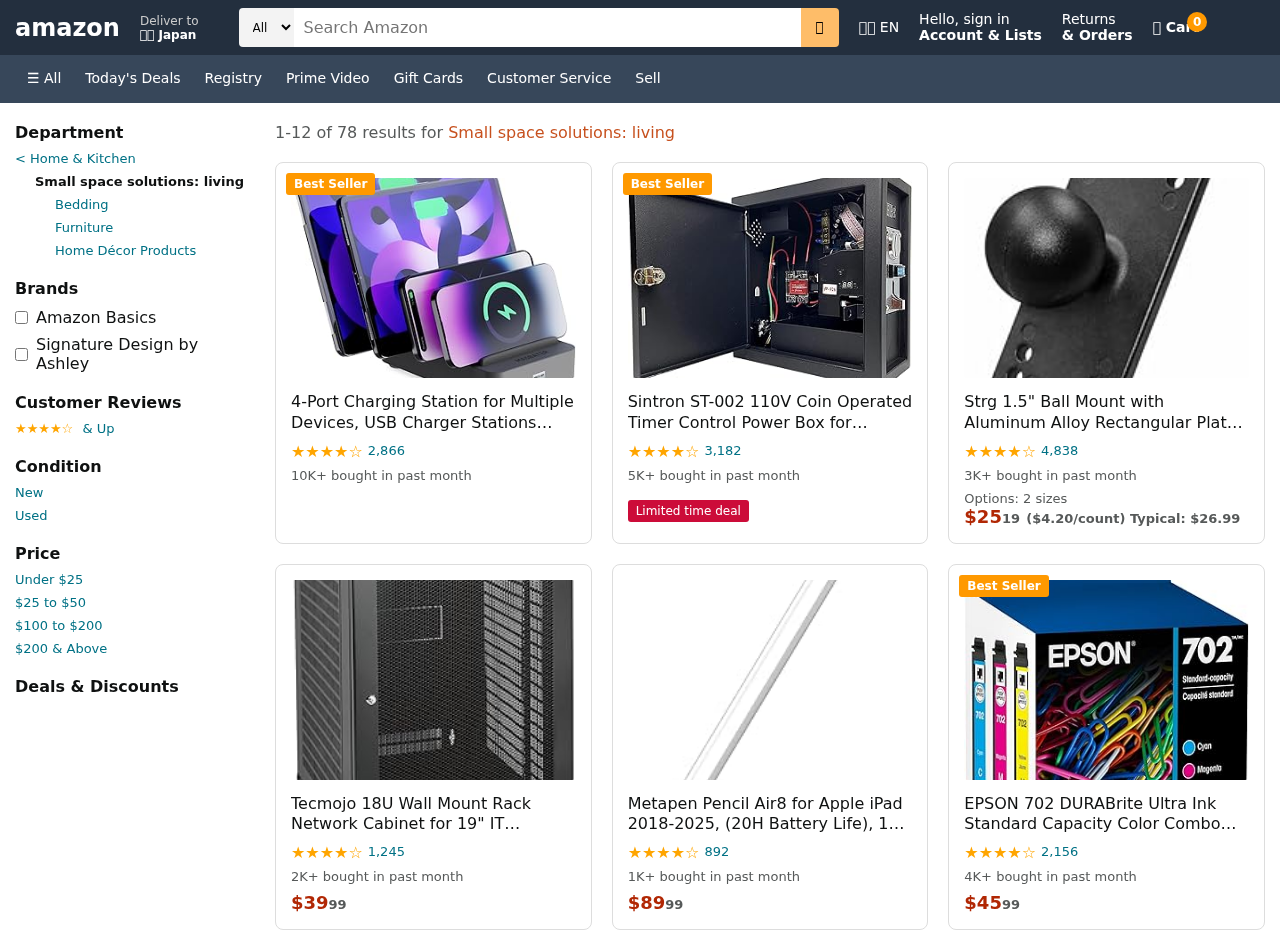 amazon
Deliver to
Japan
All
Search Amazon
EN
Hello, sign in
Account & Lists
Returns
& Orders
0
☰ All
Today's Deals
Registry
Prime Video
Gift Cards
Customer Service
Sell
Department
< Home & Kitchen
Small space solutions: living
Bedding
Furniture
Home Décor Products
Brands
Amazon Basics
Signature Design by
Ashley
Customer Reviews
★★★★☆ & Up
Condition
New
Used
Price
Under $25
$25 to $50
$100 to $200
$200 & Above
Deals & Discounts
1-12 of 78 results for Small space solutions: living
Best Seller
4-Port Charging Station for Multiple
Devices, USB Charger Stations…
★★★★☆ 2,866
10K+ bought in past month
Best Seller
Sintron ST-002 110V Coin Operated
Timer Control Power Box for…
★★★★☆ 3,182
5K+ bought in past month
Limited time deal
Strg 1.5" Ball Mount with
Aluminum Alloy Rectangular Plat…
★★★★☆ 4,838
3K+ bought in past month
Options: 2 sizes
$25 19 ($4.20/count) Typical: $26.99
Tecmojo 18U Wall Mount Rack
Network Cabinet for 19" IT…
★★★★☆ 1,245
2K+ bought in past month
$39 99
Metapen Pencil Air8 for Apple iPad
2018-2025, (20H Battery Life), 1…
★★★★☆ 892
1K+ bought in past month
$89 99
Best Seller
EPSON
702
Standard-capacity
Capacité standard
702
702
702
Cyan
Magenta
EPSON 702 DURABrite Ultra Ink
Standard Capacity Color Combo…
★★★★☆ 2,156
4K+ bought in past month
$45 99